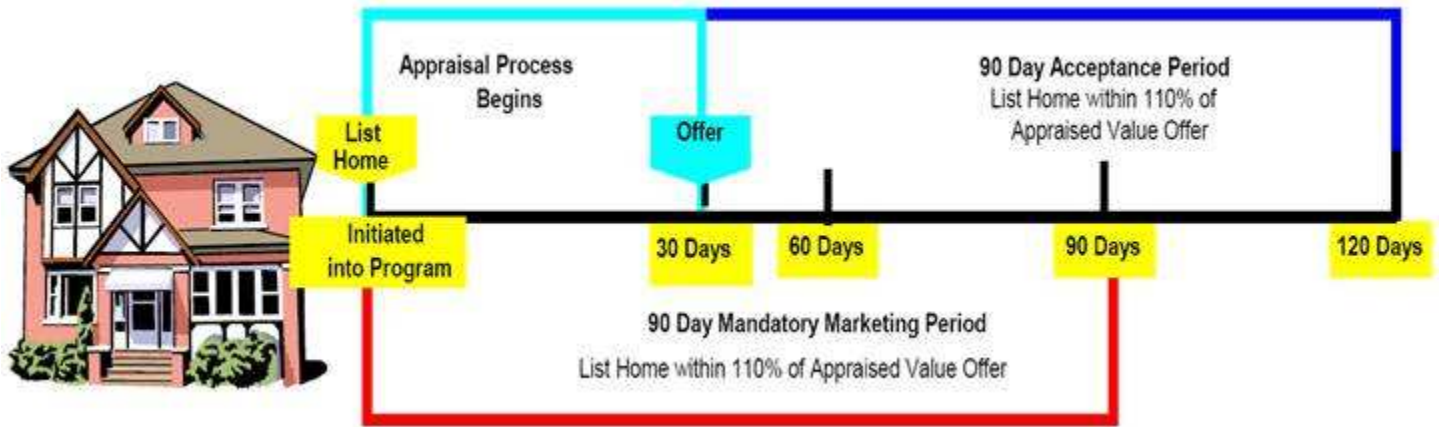 Appraisal Process
Begins
90 Day Acceptance Period
List Home within 110% of
Appraised Value Offer
List
Home
Offer
Initiated
into Program
30 Days
60 Days
90 Days
120 Days
90 Day Mandatory Marketing Period
List Home within 110% of Appraised Value Offer